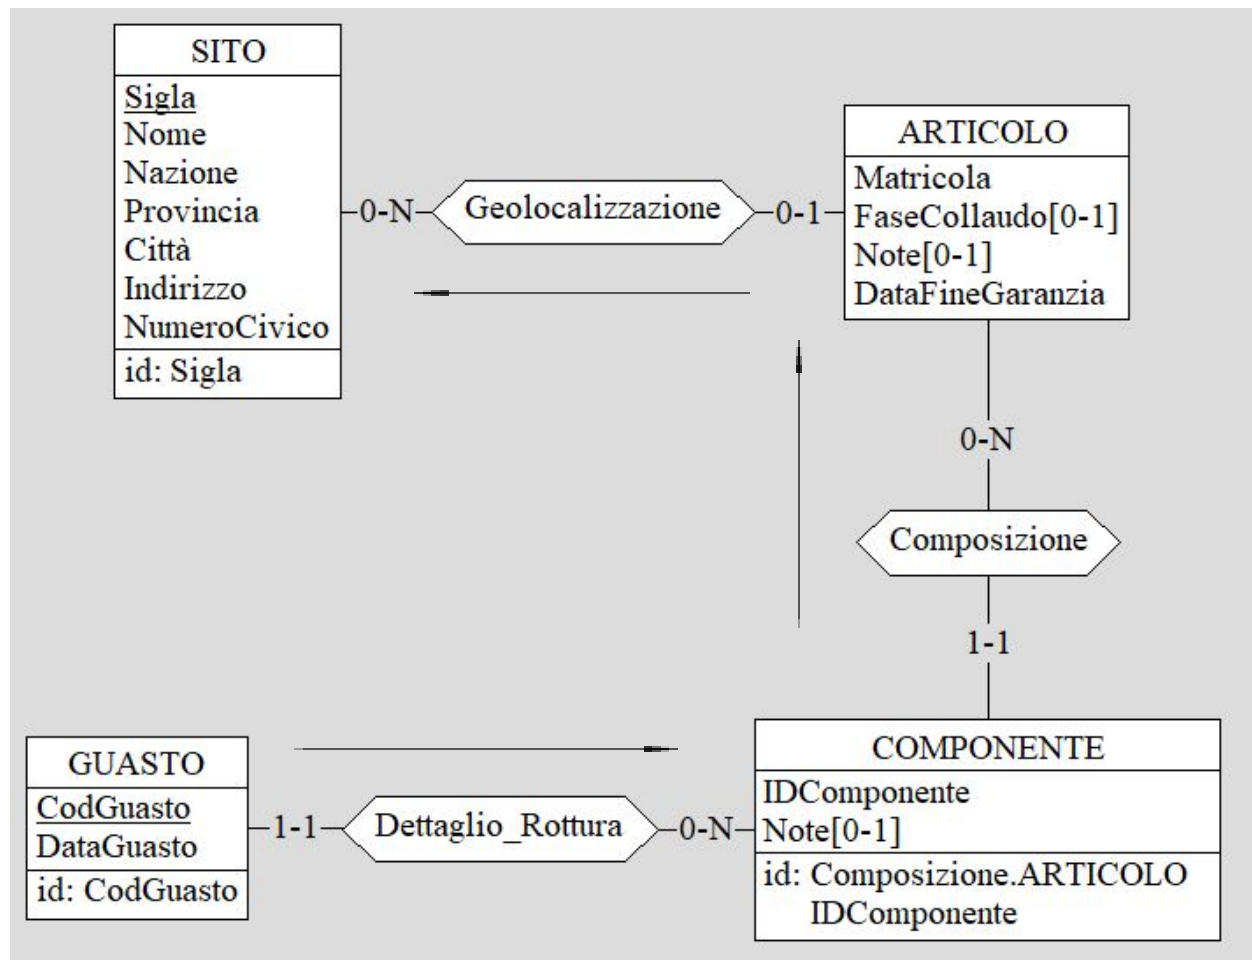 SITO
Sigla
Nome
Nazione
Provincia
Città
Indirizzo
NumeroCivico
id: Sigla
0-N
Geolocalizzazione
0-1
ARTICOLO
Matricola
FaseCollaudo[0-1]
Note[0-1]
DataFineGaranzia
0-N
Composizione
1-1
GUASTO
CodGuasto
DataGuasto
id: CodGuasto
1-1
Dettaglio_Rottura
0-N
COMPONENTE
IDComponente
Note[0-1]
id: Composizione.ARTICOLO
IDComponente